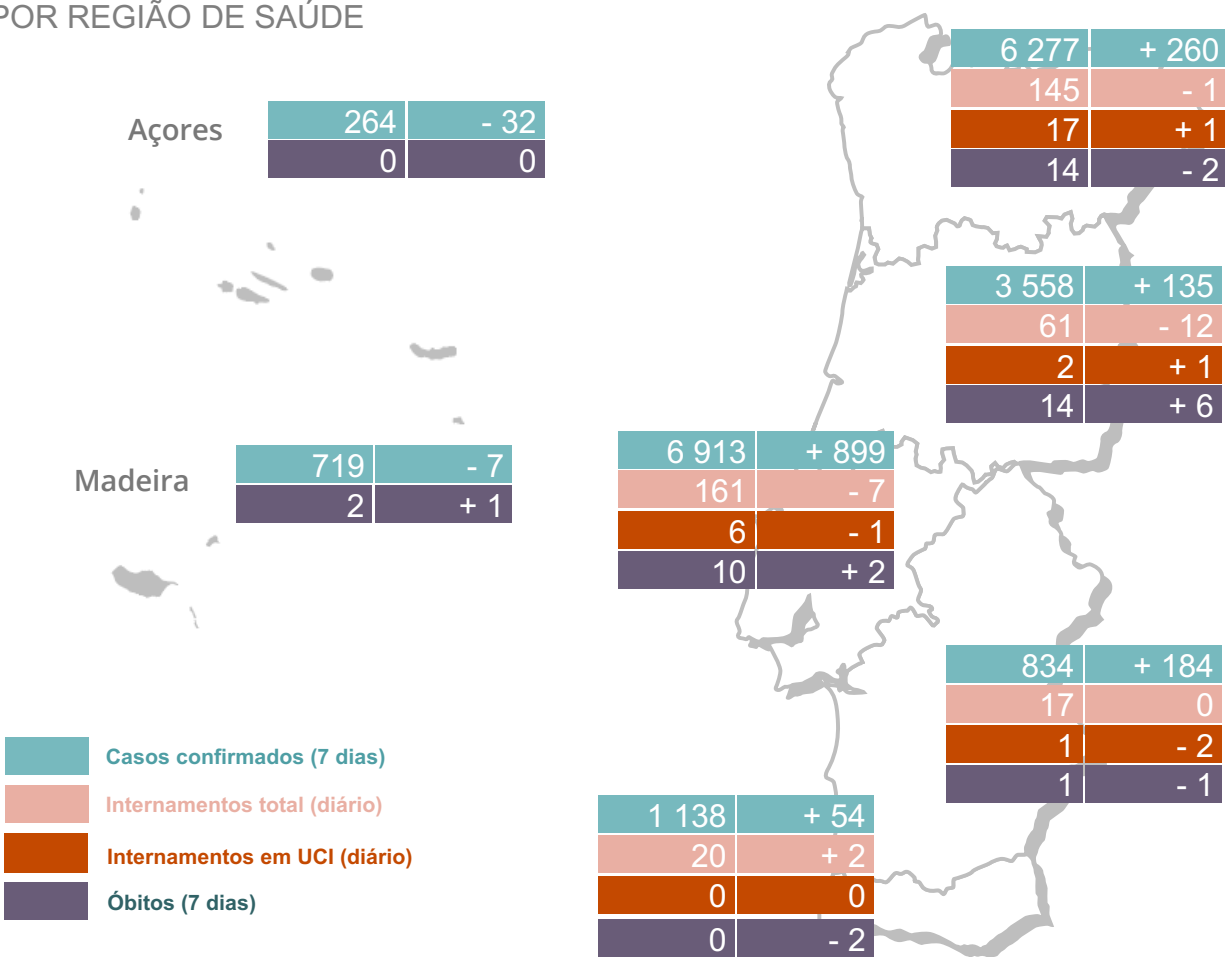 POR REGIÃO DE SAÚDE
6 277 + 260
145 - 1
17 + 1
14 - 2
Açores
264 - 32
0 0
3 558 + 135
61 - 12
2 + 1
14 + 6
Madeira
719 - 7
2 + 1
6 913 + 899
161 - 7
6 - 1
10 + 2
834 + 184
17 0
1 - 2
1 - 1
Casos confirmados (7 dias)
Internamentos total (diário)
Internamentos em UCI (diário)
Óbitos (7 dias)
1 138 + 54
20 + 2
0 0
0 - 2